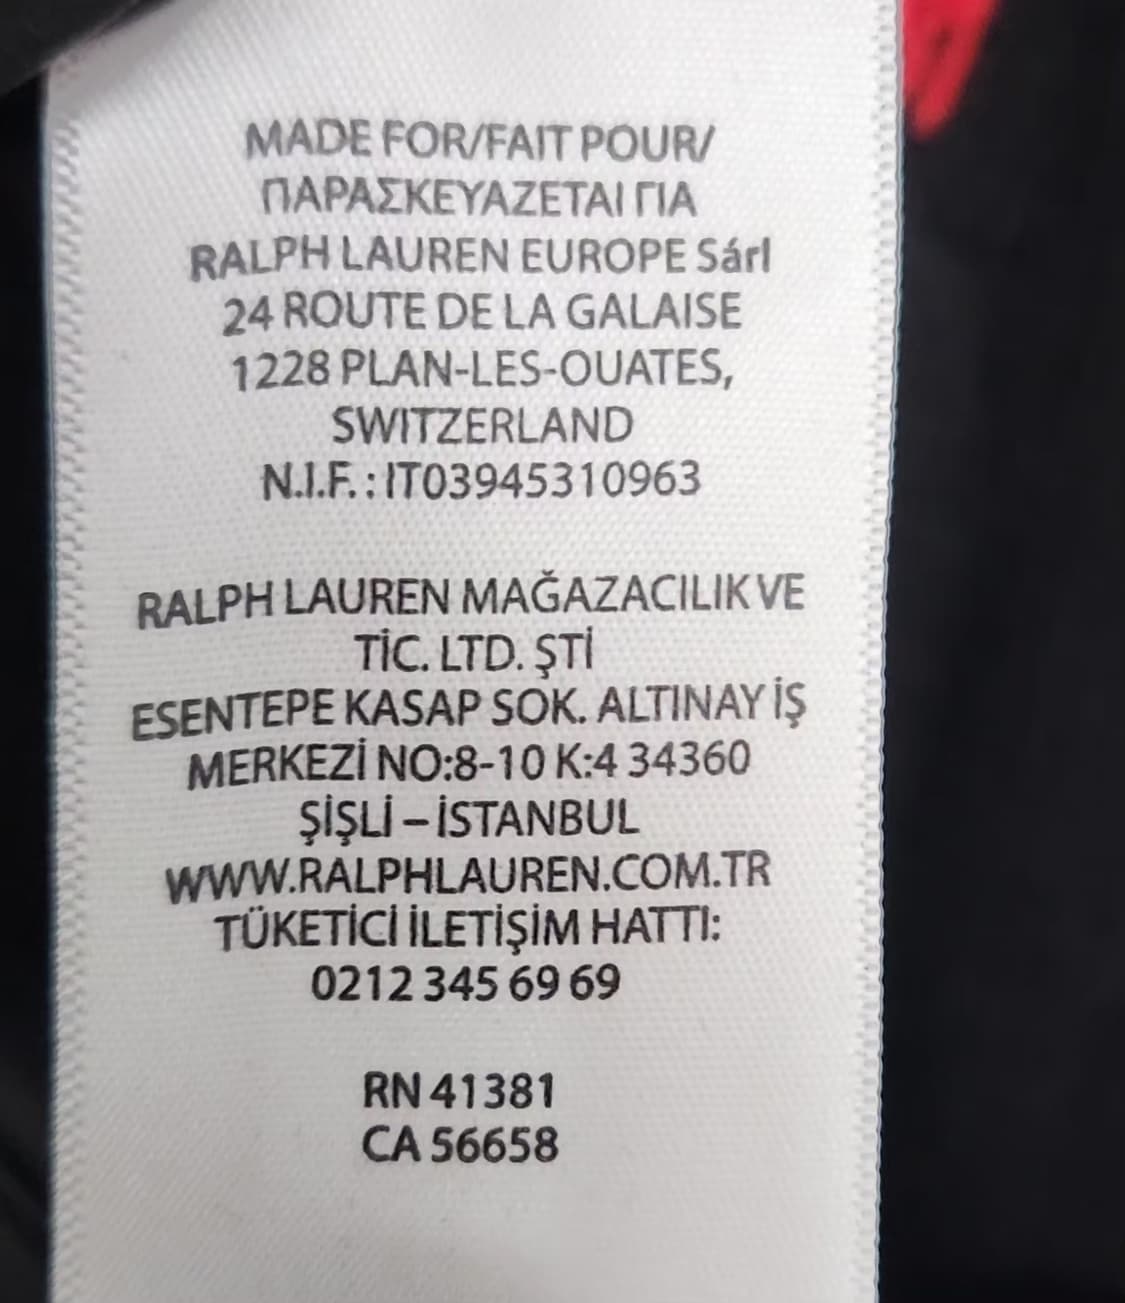 MADE FOR/FAIT POUR/
ΠΑΡΑΣΚΕΥΑΖΕΤΑΙ ΓΙΑ
RALPH LAUREN EUROPE Sárl
24 ROUTE DE LA GALAISE
1228 PLAN-LES-OUATES,
SWITZERLAND
N.I.F. : IT03945310963
RALPH LAUREN MAĞAZACILIK VE
TİC. LTD. ŞTİ
ESENTEPE KASAP SOK. ALTINAY İŞ
MERKEZİ NO:8-10 K:4 34360
ŞİŞLİ – İSTANBUL
WWW.RALPHLAUREN.COM.TR
TÜKETİCİ İLETİŞİM HATTI:
0212 345 69 69
RN 41381
CA 56658